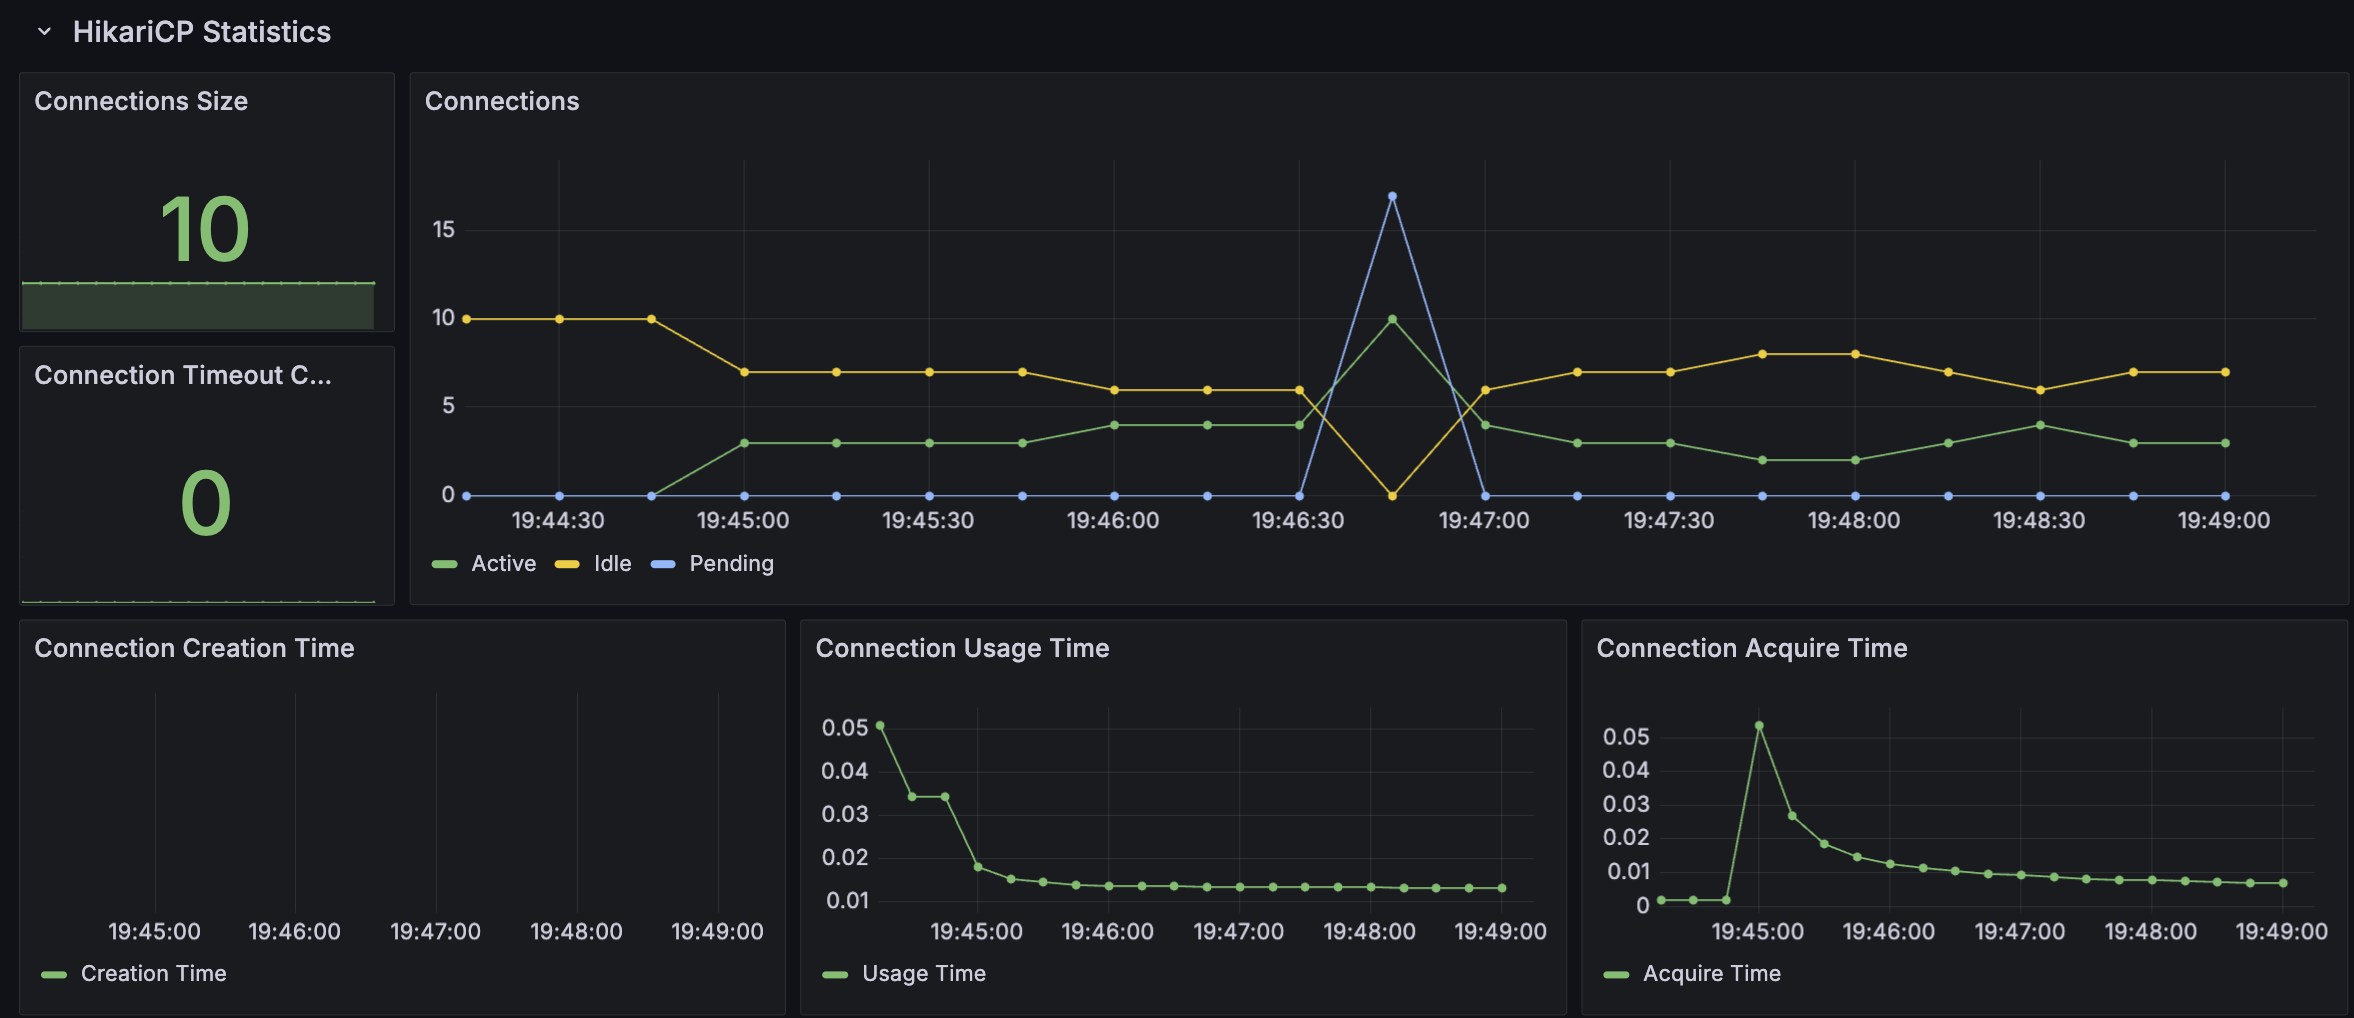 HikariCP Statistics
Connections Size
10
Connection Timeout C...
0
Connections
15
10
5
0
19:44:30 19:45:00 19:45:30 19:46:00 19:46:30 19:47:00 19:47:30 19:48:00 19:48:30 19:49:00
Active Idle Pending
Connection Creation Time
19:45:00 19:46:00 19:47:00 19:48:00 19:49:00
Creation Time
Connection Usage Time
0.05
0.04
0.03
0.02
0.01
19:45:00 19:46:00 19:47:00 19:48:00 19:49:00
Usage Time
Connection Acquire Time
0.05
0.04
0.03
0.02
0.01
0
19:45:00 19:46:00 19:47:00 19:48:00 19:49:00
Acquire Time